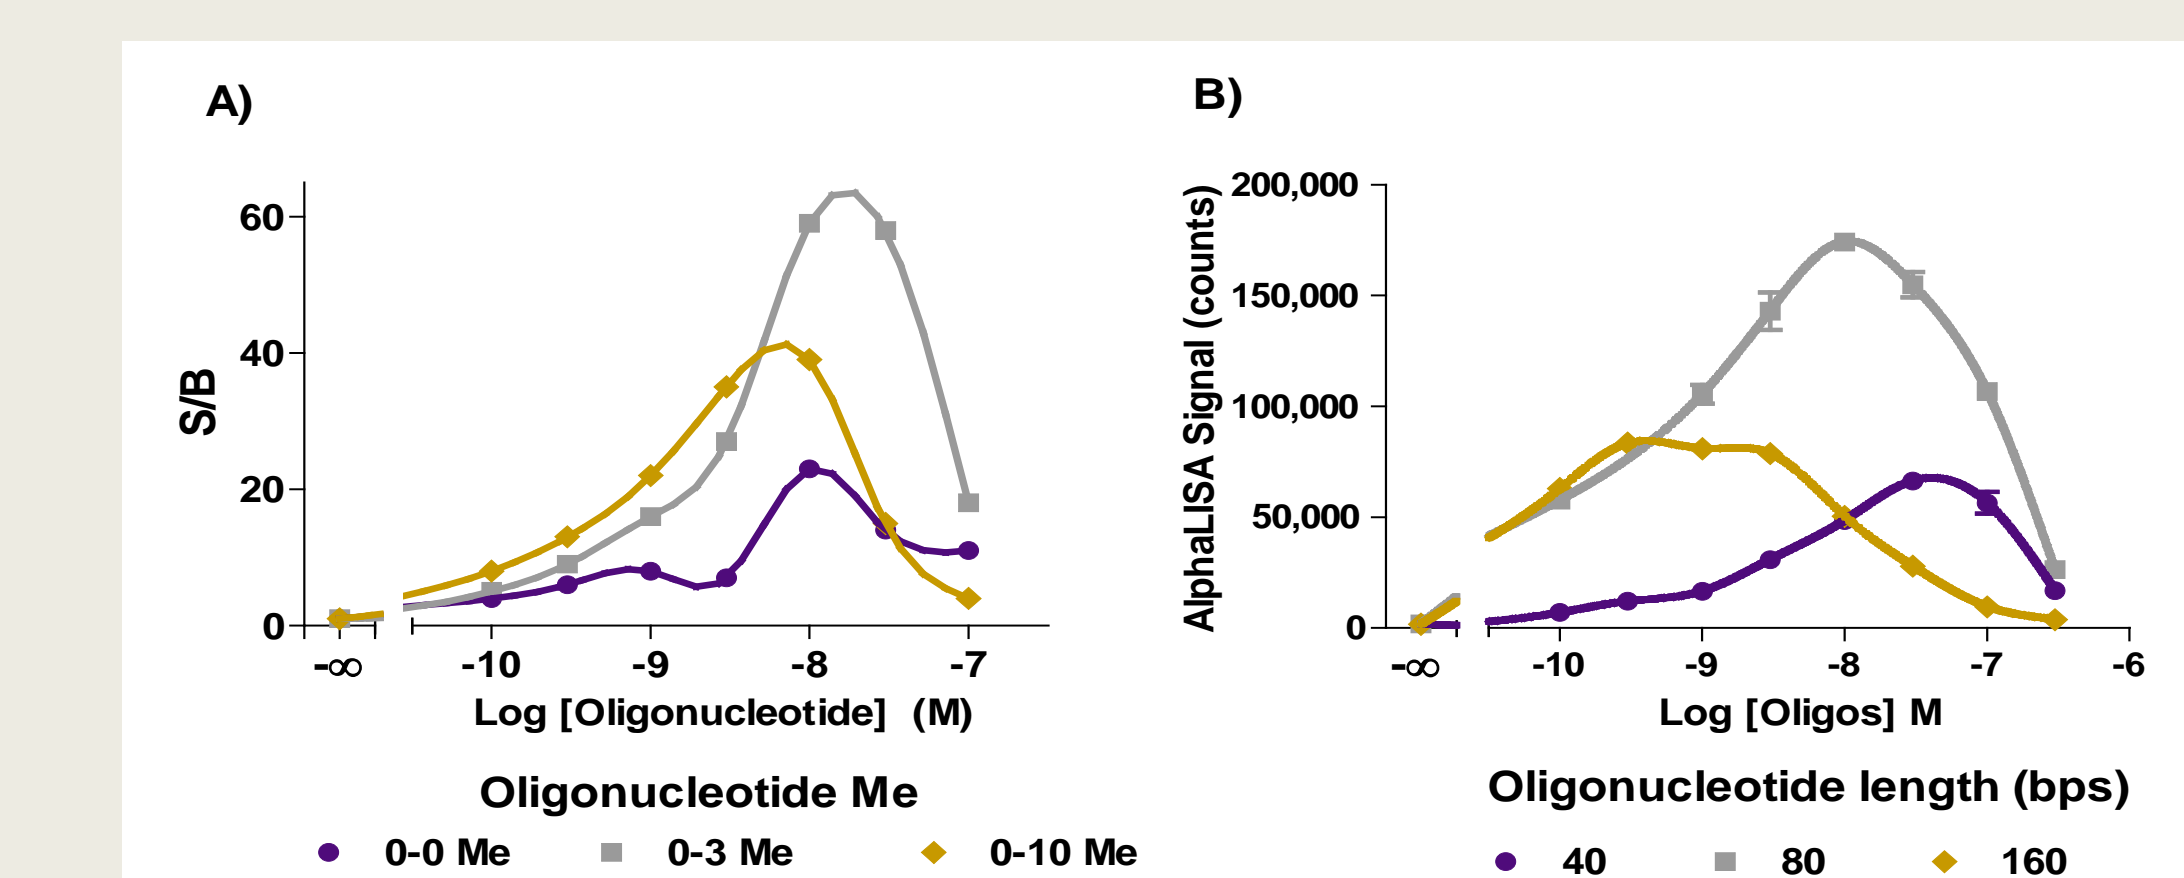 A)
S/B
60
40
20
0
-∞ -10 -9 -8 -7
Log [Oligonucleotide] (M)
Oligonucleotide Me
0-0 Me 0-3 Me 0-10 Me
B)
AlphaLISA Signal (counts)
200,000
150,000
100,000
50,000
0
-∞ -10 -9 -8 -7 -6
Log [Oligos] M
Oligonucleotide length (bps)
40 80 160